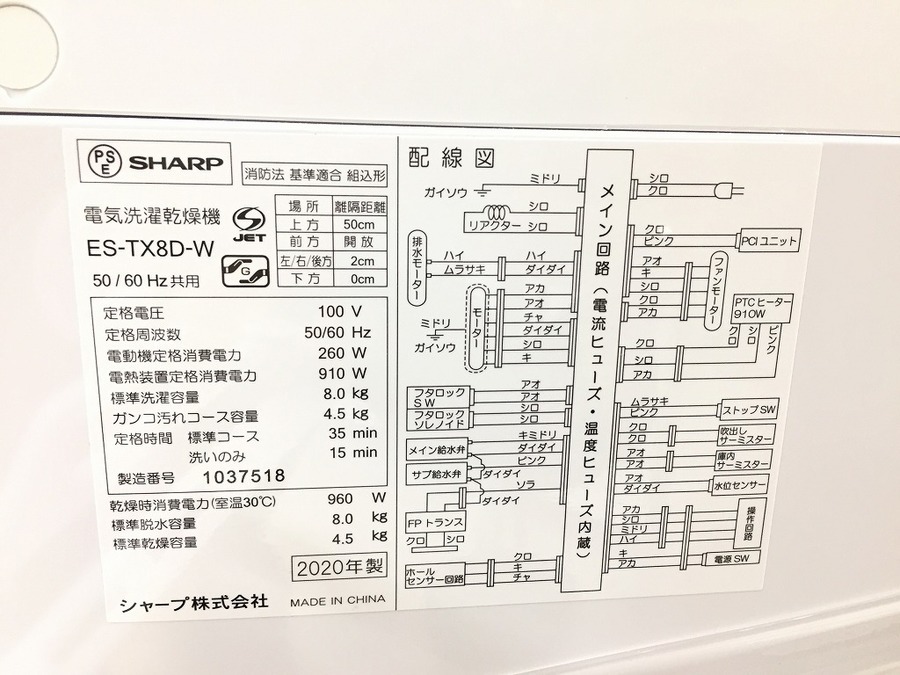 PSE SHARP
消防法 基準適合 組込形
電気洗濯乾燥機
JET
ES-TX8D-W
G
50/60 Hz共用
場所 離隔距離
上方 50cm
前方 開放
左/右/後方 2cm
下方 0cm
定格電圧 100 V
定格周波数 50/60 Hz
電動機定格消費電力 260 W
電熱装置定格消費電力 910 W
標準洗濯容量 8.0 kg
ガンコ汚れコース容量 4.5 kg
定格時間 標準コース 35 min
洗いのみ 15 min
製造番号 1037518
乾燥時消費電力(室温30℃) 960 W
標準脱水容量 8.0 kg
標準乾燥容量 4.5 kg
2020年製
シャープ株式会社 MADE IN CHINA
配線図
ガイソウ ミドリ
リアクター シロ
シロ
排水モーター
ハイ ハイ
ムラサキ ダイダイ
モーター
ミドリ
ガイソウ
アカ
アオ
チャ
ダイダイ
シロ
キ
フタロックSW アオ
アオ
フタロックソレノイド シロ
シロ
メイン給水弁 キミドリ
ダイダイ
サブ給水弁 ピンク
ダイダイ
ソラ
FPトランス ダイダイ
クロ シロ
ホールセンサー回路 クロ
キ
チャ
メイン回路(電流ヒューズ・温度ヒューズ内蔵)
シロ
クロ
クロ
ピンク PCIユニット
アオ
キ
シロ
クロ
アカ
ファンモーター
PTCヒーター
910W
クロ シロ ピンク
クロ
シロ
アカ
ムラサキ
ピンク ストップSW
クロ
クロ 吹出しサーミスター
アオ
アオ 庫内サーミスター
アオ
ダイダイ 水位センサー
アカ
シロ
ミドリ
ハイ
操作回路
キ
アカ 電源SW